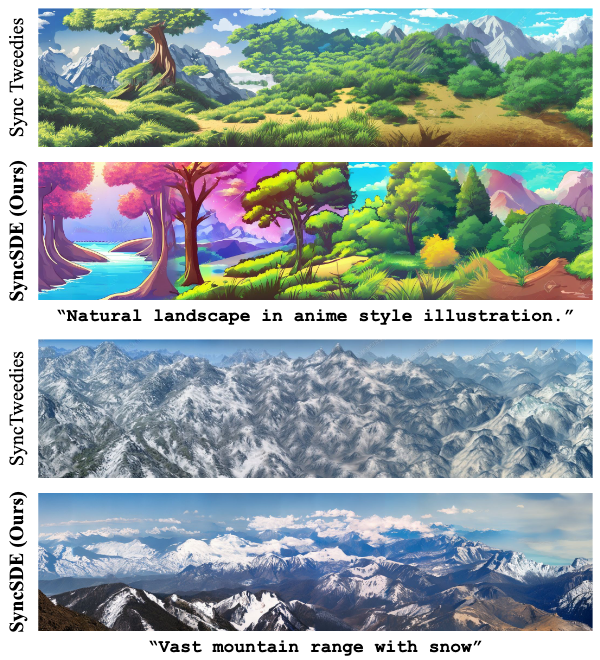 Sync Tweedies
SyncSDE (Ours)
“Natural landscape in anime style illustration.”
SyncTweedies
SyncSDE (Ours)
“Vast mountain range with snow”